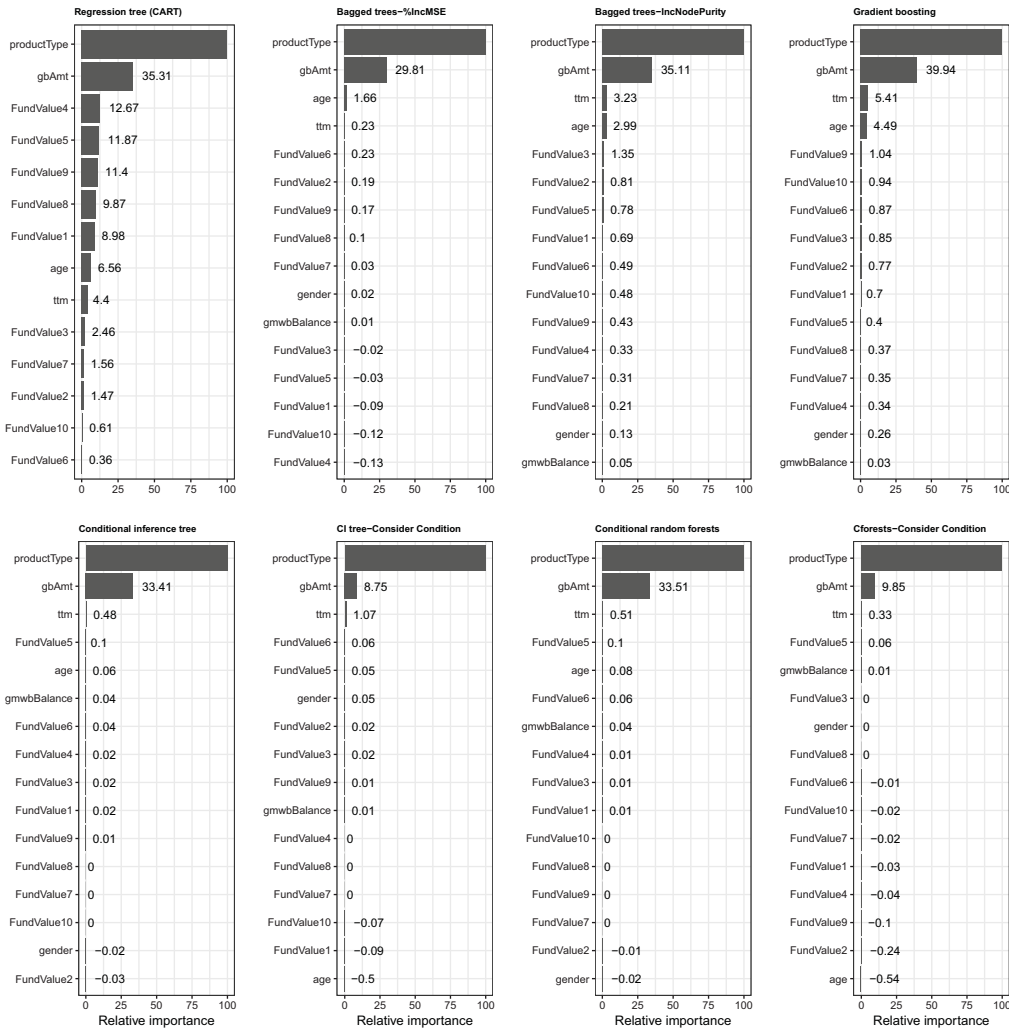 Regression tree (CART)
productType
gbAmt 35.31
FundValue4 12.67
FundValue5 11.87
FundValue9 11.4
FundValue8 9.87
FundValue1 8.98
age 6.56
ttm 4.4
FundValue3 2.46
FundValue7 1.56
FundValue2 1.47
FundValue10 0.61
FundValue6 0.36
0 25 50 75 100
Bagged trees−%IncMSE
productType
gbAmt 29.81
age 1.66
ttm 0.23
FundValue6 0.23
FundValue2 0.19
FundValue9 0.17
FundValue8 0.1
FundValue7 0.03
gender 0.02
gmwbBalance 0.01
FundValue3 −0.02
FundValue5 −0.03
FundValue1 −0.09
FundValue10 −0.12
FundValue4 −0.13
0 25 50 75 100
Bagged trees−IncNodePurity
productType
gbAmt 35.11
ttm 3.23
age 2.99
FundValue3 1.35
FundValue2 0.81
FundValue5 0.78
FundValue1 0.69
FundValue6 0.49
FundValue10 0.48
FundValue9 0.43
FundValue4 0.33
FundValue7 0.31
FundValue8 0.21
gender 0.13
gmwbBalance 0.05
0 25 50 75 100
Gradient boosting
productType
gbAmt 39.94
ttm 5.41
age 4.49
FundValue9 1.04
FundValue10 0.94
FundValue6 0.87
FundValue3 0.85
FundValue2 0.77
FundValue1 0.7
FundValue5 0.4
FundValue8 0.37
FundValue7 0.35
FundValue4 0.34
gender 0.26
gmwbBalance 0.03
0 25 50 75 100
Conditional inference tree
productType
gbAmt 33.41
ttm 0.48
FundValue5 0.1
age 0.06
gmwbBalance 0.04
FundValue6 0.04
FundValue4 0.02
FundValue3 0.02
FundValue1 0.02
FundValue9 0.01
FundValue8 0
FundValue7 0
FundValue10 0
gender −0.02
FundValue2 −0.03
0 25 50 75 100
Relative importance
CI tree−Consider Condition
productType
gbAmt 8.75
ttm 1.07
FundValue6 0.06
FundValue5 0.05
gender 0.05
FundValue2 0.02
FundValue3 0.02
FundValue9 0.01
gmwbBalance 0.01
FundValue4 0
FundValue8 0
FundValue7 0
FundValue10 −0.07
FundValue1 −0.09
age −0.5
0 25 50 75 100
Relative importance
Conditional random forests
productType
gbAmt 33.51
ttm 0.51
FundValue5 0.1
age 0.08
FundValue6 0.06
gmwbBalance 0.04
FundValue4 0.01
FundValue3 0.01
FundValue1 0.01
FundValue10 0
FundValue8 0
FundValue9 0
FundValue7 0
FundValue2 −0.01
gender −0.02
0 25 50 75 100
Relative importance
Cforests−Consider Condition
productType
gbAmt 9.85
ttm 0.33
FundValue5 0.06
gmwbBalance 0.01
FundValue3 0
gender 0
FundValue8 0
FundValue6 −0.01
FundValue10 −0.02
FundValue7 −0.02
FundValue1 −0.03
FundValue4 −0.04
FundValue9 −0.1
FundValue2 −0.24
age −0.54
0 25 50 75 100
Relative importance